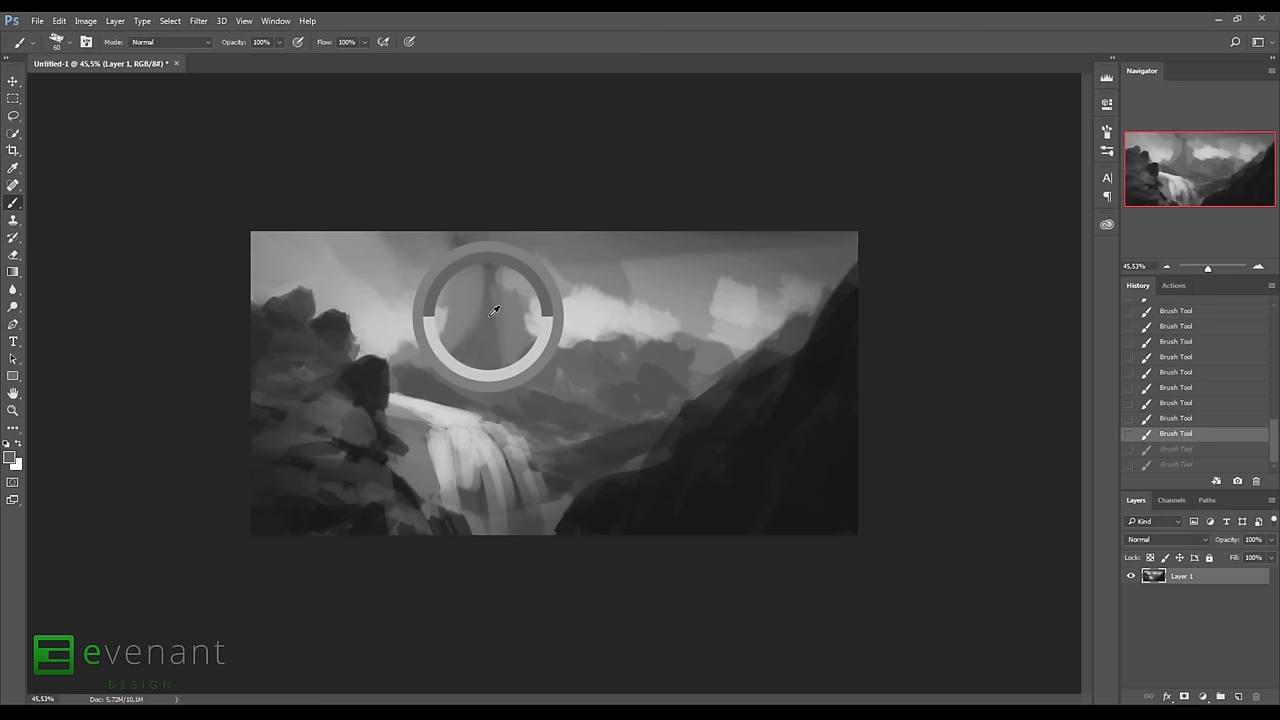 Ps File Edit Image Layer Type Select Filter 3D View Window Help
60 Mode: Normal Opacity: 100% Flow: 100%
Untitled-1 @ 45,5% (Layer 1, RGB/8#) * ×
Navigator
45,53%
History Actions
Brush Tool
Brush Tool
Brush Tool
Brush Tool
Brush Tool
Brush Tool
Brush Tool
Brush Tool
Brush Tool
Brush Tool
Brush Tool
Layers Channels Paths
Kind
Normal Opacity: 100%
Lock: Fill: 100%
Layer 1
evenant
DESIGN
45,53% Doc: 5,72M/10,1M